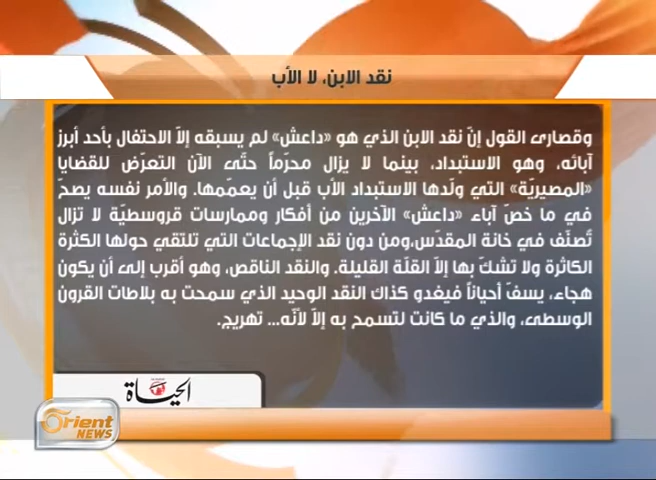 نقد الابن، لا الأب
وقصارى القول إنّ نقد الابن الذي هو «داعش» لم يسبقه إلاّ الاحتفال بأحد أبرز
آبائه، وهو الاستبداد، بينما لا يزال محرّماً حتّى الآن التعرّض للقضايا
«المصيريّة» التي ولّدها الاستبداد الأب قبل أن يعمّمها. والأمر نفسه يصحّ
في ما خصّ آباء «داعش» الآخرين من أفكار وممارسات قروسطيّة لا تزال
تُصنّف في خانة المقدّس،ومن دون نقد الإجماعات التي تلتقي حولها الكثرة
الكاثرة ولا تشكّ بها إلاّ القلّة القليلة. والنقد الناقص، وهو أقرب إلى أن يكون
هجاء، يسفّ أحياناً فيغدو كذاك النقد الوحيد الذي سمحت به بلاطات القرون
الوسطى، والذي ما كانت لتسمح به إلاّ لأنّه... تهريج.
الحياة
Orient
NEWS